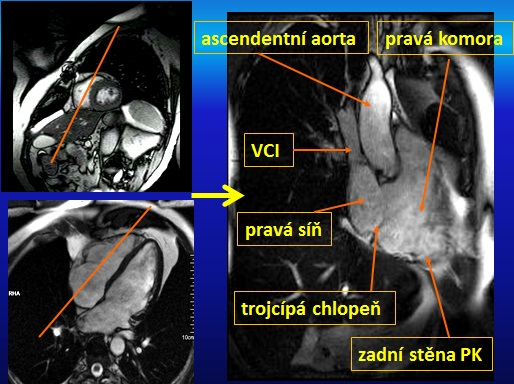 ascendentní aorta
pravá komora
VCI
pravá síň
trojcípá chlopeň
zadní stěna PK
RHA
10cm